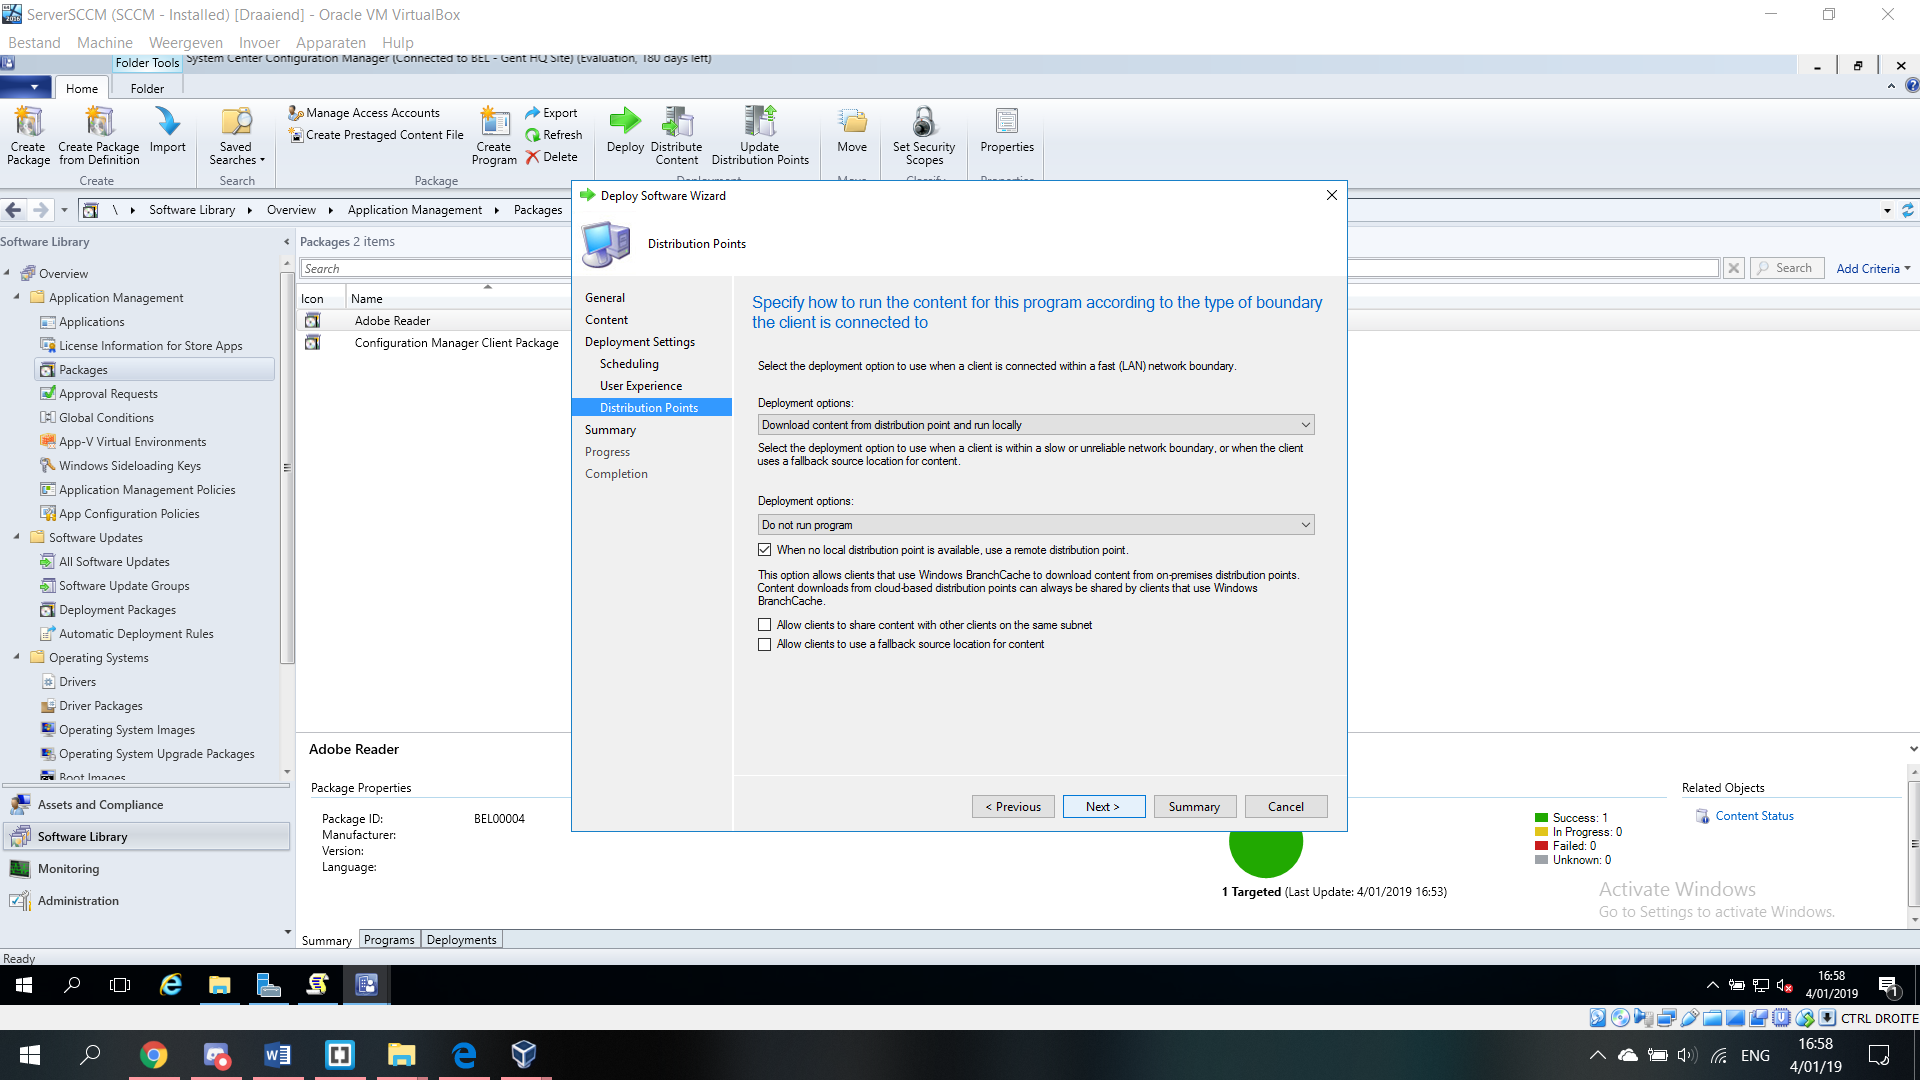 ServerSCCM (SCCM - Installed) [Draaiend] - Oracle VM VirtualBox
Bestand Machine Weergeven Invoer Apparaten Hulp
Folder Tools System Center Configuration Manager (Connected to BEL - Gent HQ Site) (Evaluation, 180 days left)
Home Folder
Create Package
Create Package from Definition
Import
Saved Searches
Manage Access Accounts
Create Prestaged Content File
Create Program
Export
Refresh
Delete
Deploy
Distribute Content
Update Distribution Points
Move
Set Security Scopes
Properties
Create Search Package Deployment Move Classify Properties
\ Software Library Overview Application Management Packages
Software Library
Overview
Application Management
Applications
License Information for Store Apps
Packages
Approval Requests
Global Conditions
App-V Virtual Environments
Windows Sideloading Keys
Application Management Policies
App Configuration Policies
Software Updates
All Software Updates
Software Update Groups
Deployment Packages
Automatic Deployment Rules
Operating Systems
Drivers
Driver Packages
Operating System Images
Operating System Upgrade Packages
Boot Images
Assets and Compliance
Software Library
Monitoring
Administration
Packages 2 items
Search
Search Add Criteria
Icon Name
Adobe Reader
Configuration Manager Client Package
Deploy Software Wizard
Distribution Points
General
Content
Deployment Settings
Scheduling
User Experience
Distribution Points
Summary
Progress
Completion
Specify how to run the content for this program according to the type of boundary
the client is connected to
Select the deployment option to use when a client is connected within a fast (LAN) network boundary.
Deployment options:
Download content from distribution point and run locally
Select the deployment option to use when a client is within a slow or unreliable network boundary, or when the client
uses a fallback source location for content.
Deployment options:
Do not run program
When no local distribution point is available, use a remote distribution point.
This option allows clients that use Windows BranchCache to download content from on-premises distribution points.
Content downloads from cloud-based distribution points can always be shared by clients that use Windows
BranchCache.
Allow clients to share content with other clients on the same subnet
Allow clients to use a fallback source location for content
< Previous Next > Summary Cancel
Adobe Reader
Package Properties
Package ID: BEL00004
Manufacturer:
Version:
Language:
Success: 1
In Progress: 0
Failed: 0
Unknown: 0
1 Targeted (Last Update: 4/01/2019 16:53)
Related Objects
Content Status
Activate Windows
Go to Settings to activate Windows.
Summary Programs Deployments
Ready
16:58
4/01/2019
1
CTRL DROITE
ENG
16:58
4/01/19